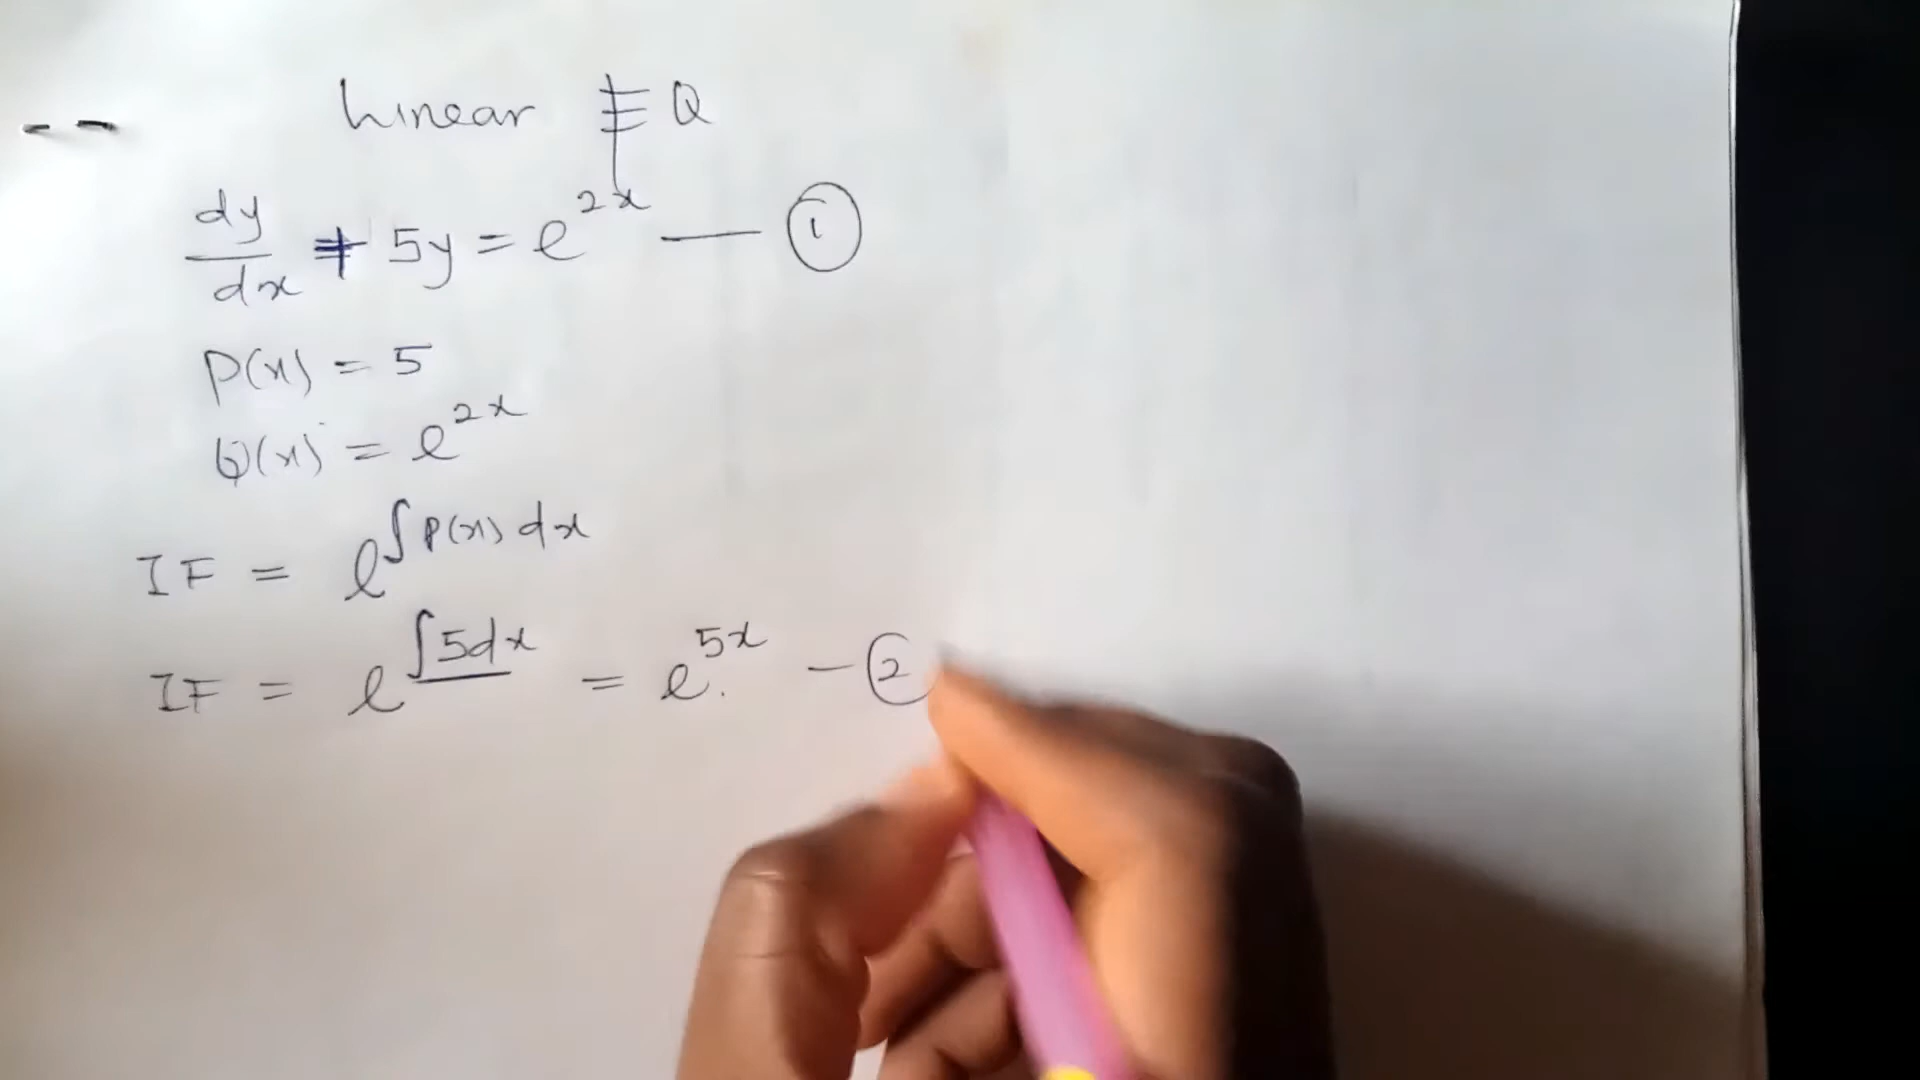 Linear EQ
dy/dx + 5y = e^{2x} — ①
P(x) = 5
Q(x) = e^{2x}
IF = e^{∫P(x)dx}
IF = e^{∫5dx} = e^{5x} - ②